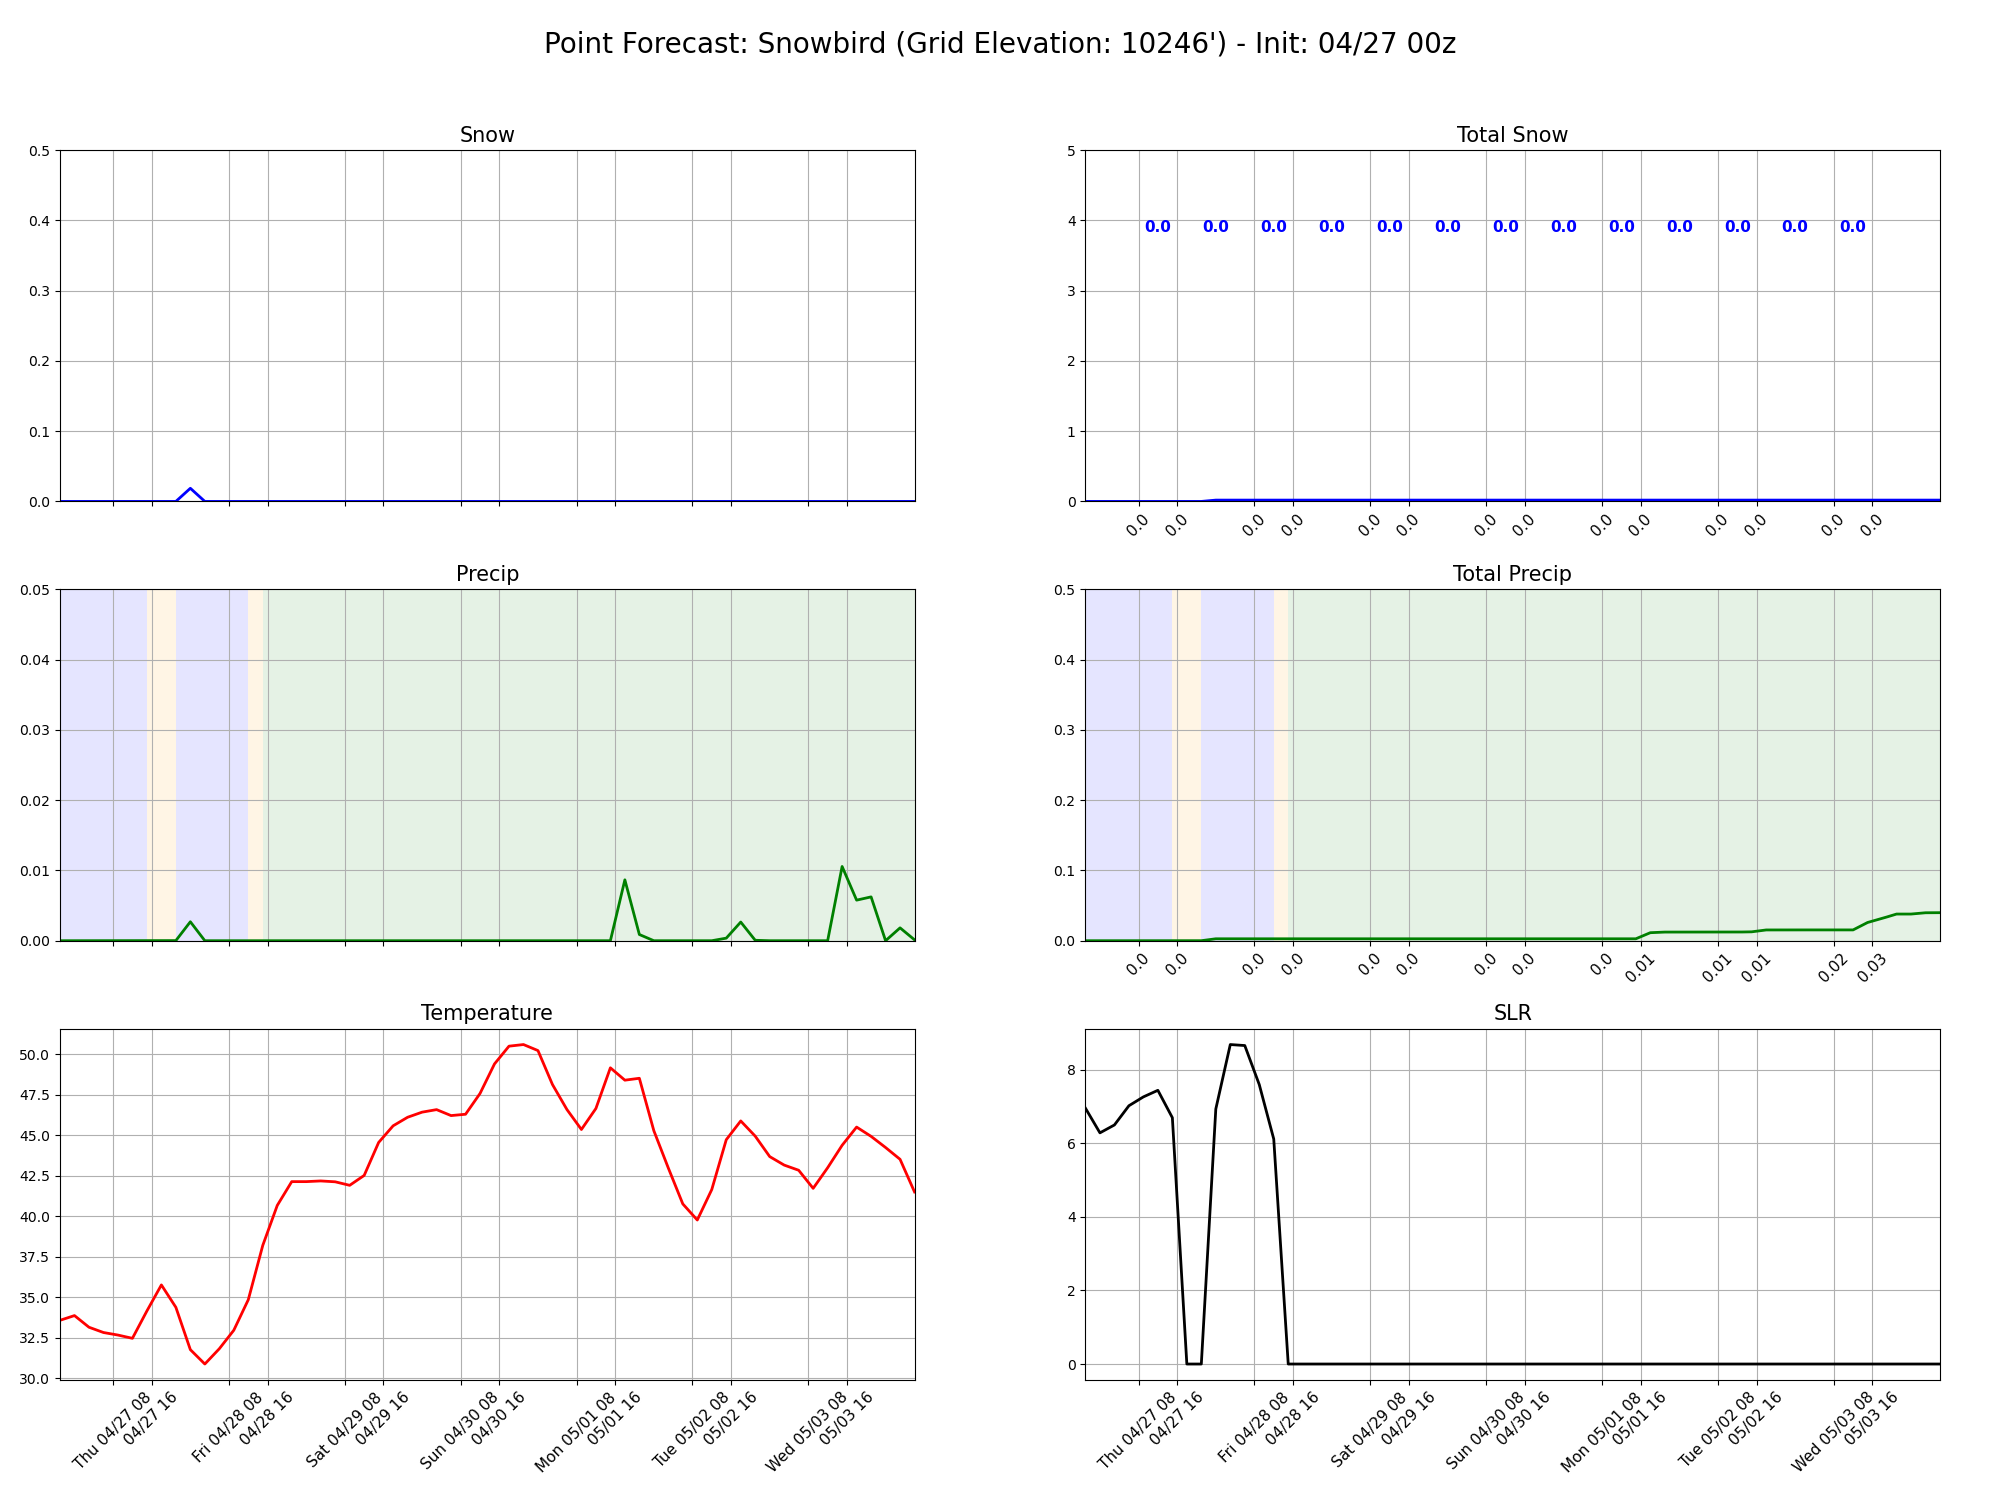 Point Forecast: Snowbird (Grid Elevation: 10246') - Init: 04/27 00z
Snow
0.5
0.4
0.3
0.2
0.1
0.0
Total Snow
5
4
3
2
1
0
0.0 0.0 0.0 0.0 0.0 0.0 0.0 0.0 0.0 0.0 0.0 0.0 0.0
0.0 0.0 0.0 0.0 0.0 0.0 0.0 0.0 0.0 0.0 0.0 0.0 0.0 0.0
Precip
0.05
0.04
0.03
0.02
0.01
0.00
Total Precip
0.5
0.4
0.3
0.2
0.1
0.0
0.0 0.0 0.0 0.0 0.0 0.0 0.0 0.0 0.0 0.01 0.01 0.01 0.02 0.03
Temperature
50.0
47.5
45.0
42.5
40.0
37.5
35.0
32.5
30.0
Thu 04/27 08
04/27 16
Fri 04/28 08
04/28 16
Sat 04/29 08
04/29 16
Sun 04/30 08
04/30 16
Mon 05/01 08
05/01 16
Tue 05/02 08
05/02 16
Wed 05/03 08
05/03 16
SLR
8
6
4
2
0
Thu 04/27 08
04/27 16
Fri 04/28 08
04/28 16
Sat 04/29 08
04/29 16
Sun 04/30 08
04/30 16
Mon 05/01 08
05/01 16
Tue 05/02 08
05/02 16
Wed 05/03 08
05/03 16